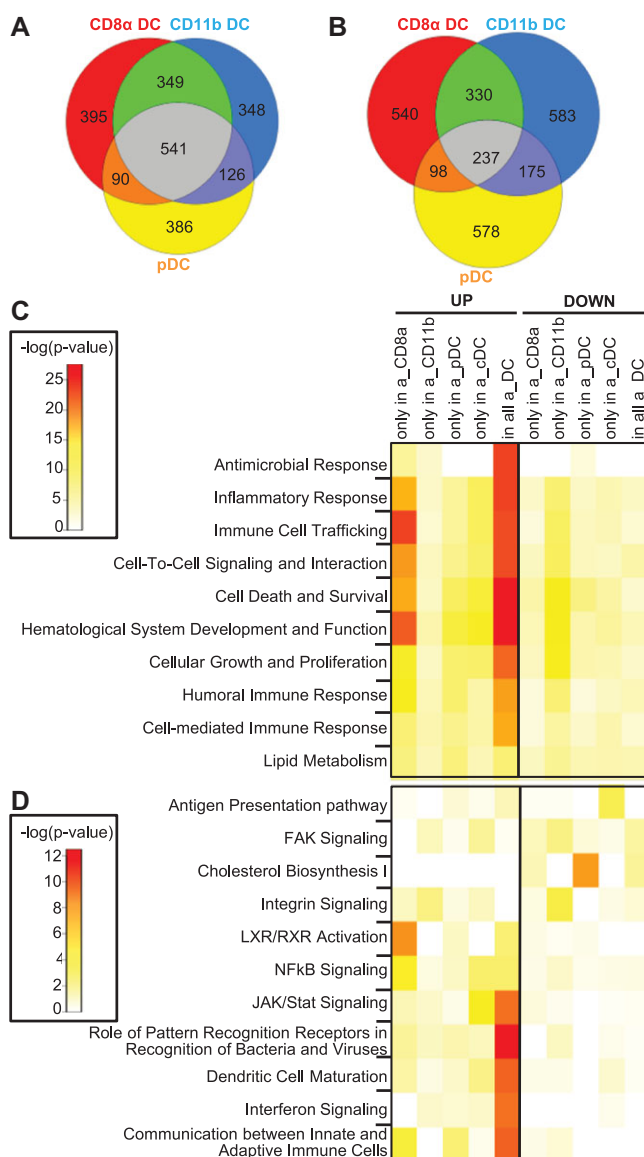 A
CD8α DC CD11b DC
349
395
348
541
90
126
386
pDC
B
CD8α DC CD11b DC
330
540
583
237
98
175
578
pDC
C
UP DOWN
-log(p-value)
25
20
15
10
5
0
only in a_CD8a
only in a_CD11b
only in a_pDC
only in a_cDC
in all a_DC
only in a_CD8a
only in a_CD11b
only in a_pDC
only in a_cDC
in all a_DC
Antimicrobial Response
Inflammatory Response
Immune Cell Trafficking
Cell-To-Cell Signaling and Interaction
Cell Death and Survival
Hematological System Development and Function
Cellular Growth and Proliferation
Humoral Immune Response
Cell-mediated Immune Response
Lipid Metabolism
D
-log(p-value)
12
10
8
6
4
2
0
Antigen Presentation pathway
FAK Signaling
Cholesterol Biosynthesis I
Integrin Signaling
LXR/RXR Activation
NFkB Signaling
JAK/Stat Signaling
Role of Pattern Recognition Receptors in
Recognition of Bacteria and Viruses
Dendritic Cell Maturation
Interferon Signaling
Communication between Innate and
Adaptive Immune Cells